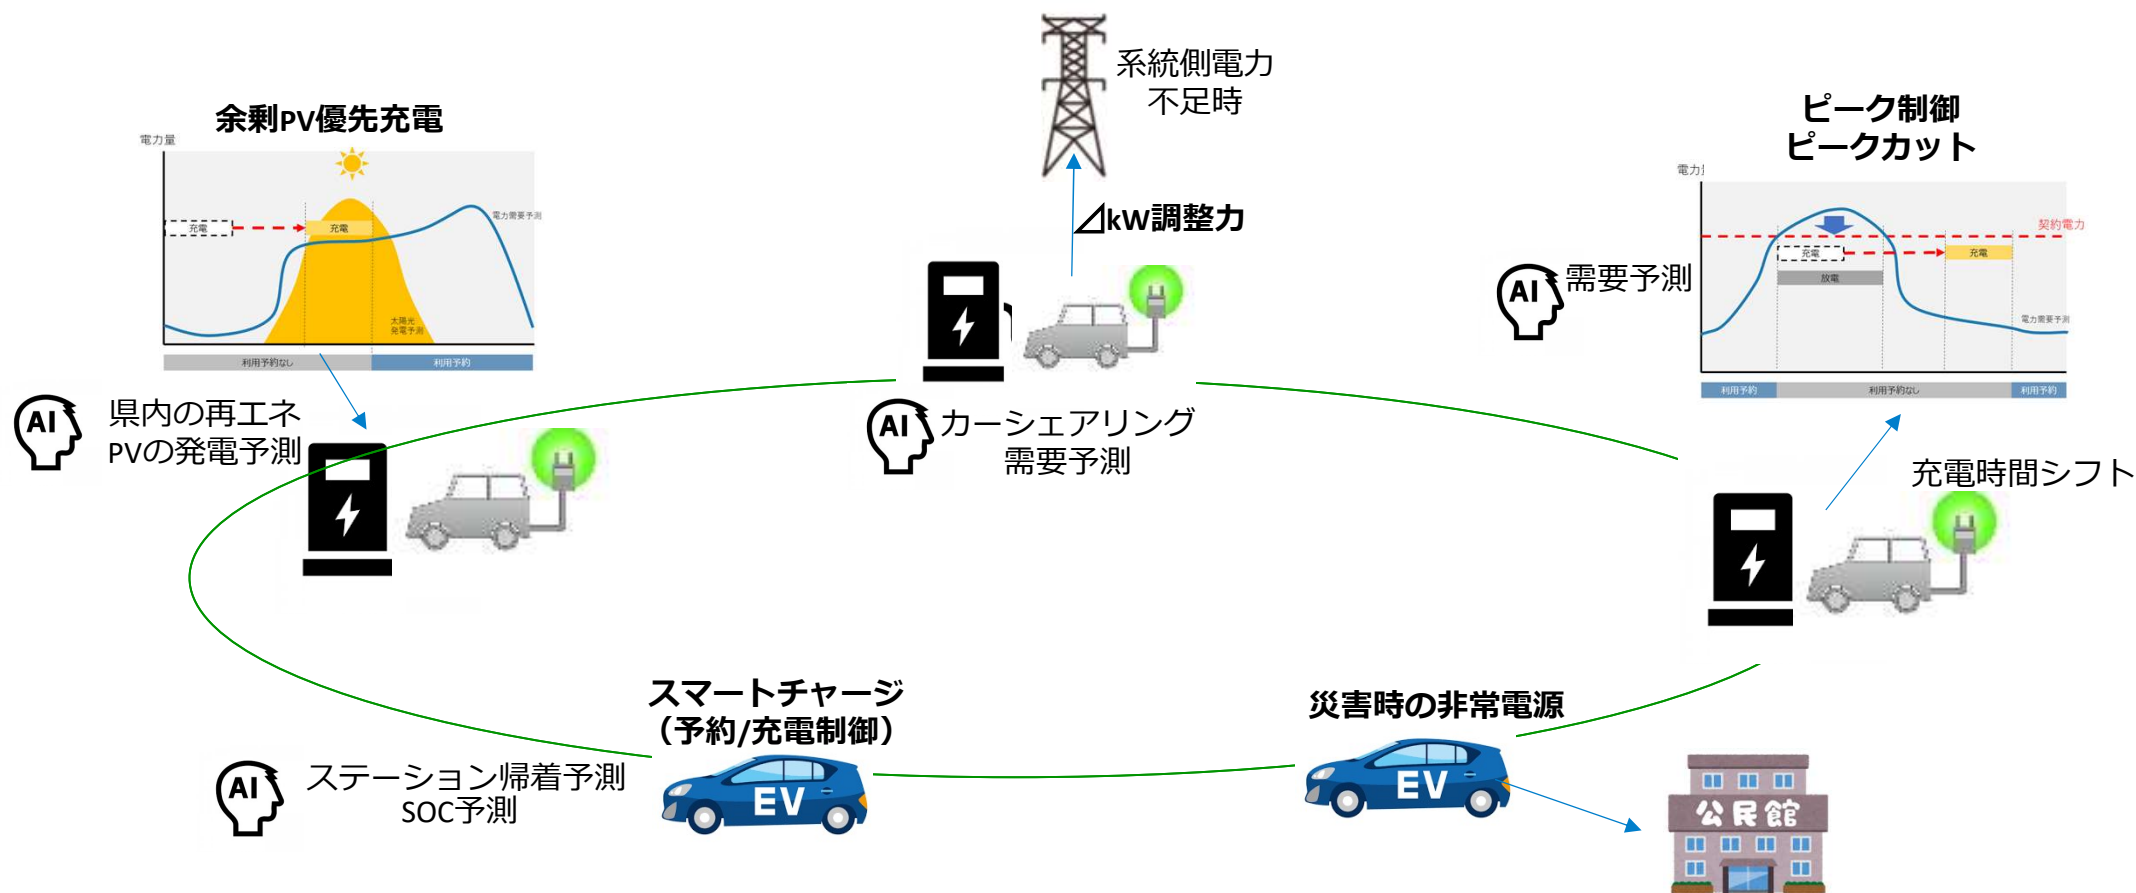 系統側電力
不足時
余剰PV優先充電
電力量
充電
充電
電力需要予測
太陽光
発電予測
利用予約なし
利用予約
⊿kW調整力
ピーク制御
ピークカット
電力
契約電力
充電
充電
放電
電力需要予測
利用予約
利用予約なし
利用予約
AI
需要予測
AI
県内の再エネ
PVの発電予測
AI
カーシェアリング
需要予測
充電時間シフト
スマートチャージ
（予約/充電制御）
AI
ステーション帰着予測
SOC予測
EV
災害時の非常電源
EV
公民館